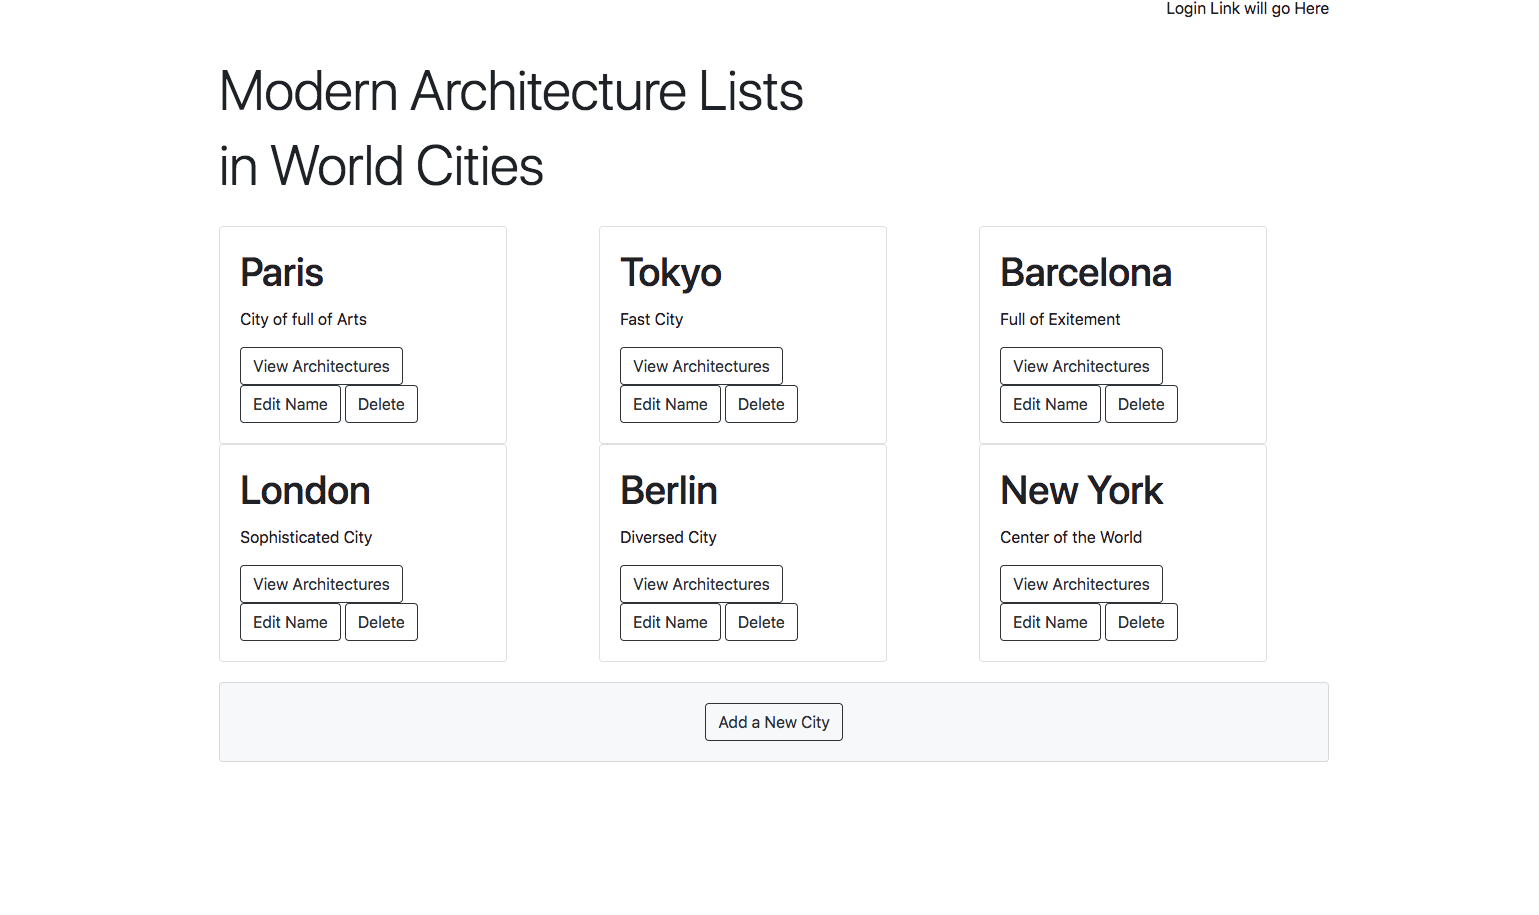 Login Link will go Here
Modern Architecture Lists
in World Cities
Paris
City of full of Arts
View Architectures
Edit Name Delete
Tokyo
Fast City
View Architectures
Edit Name Delete
Barcelona
Full of Exitement
View Architectures
Edit Name Delete
London
Sophisticated City
View Architectures
Edit Name Delete
Berlin
Diversed City
View Architectures
Edit Name Delete
New York
Center of the World
View Architectures
Edit Name Delete
Add a New City